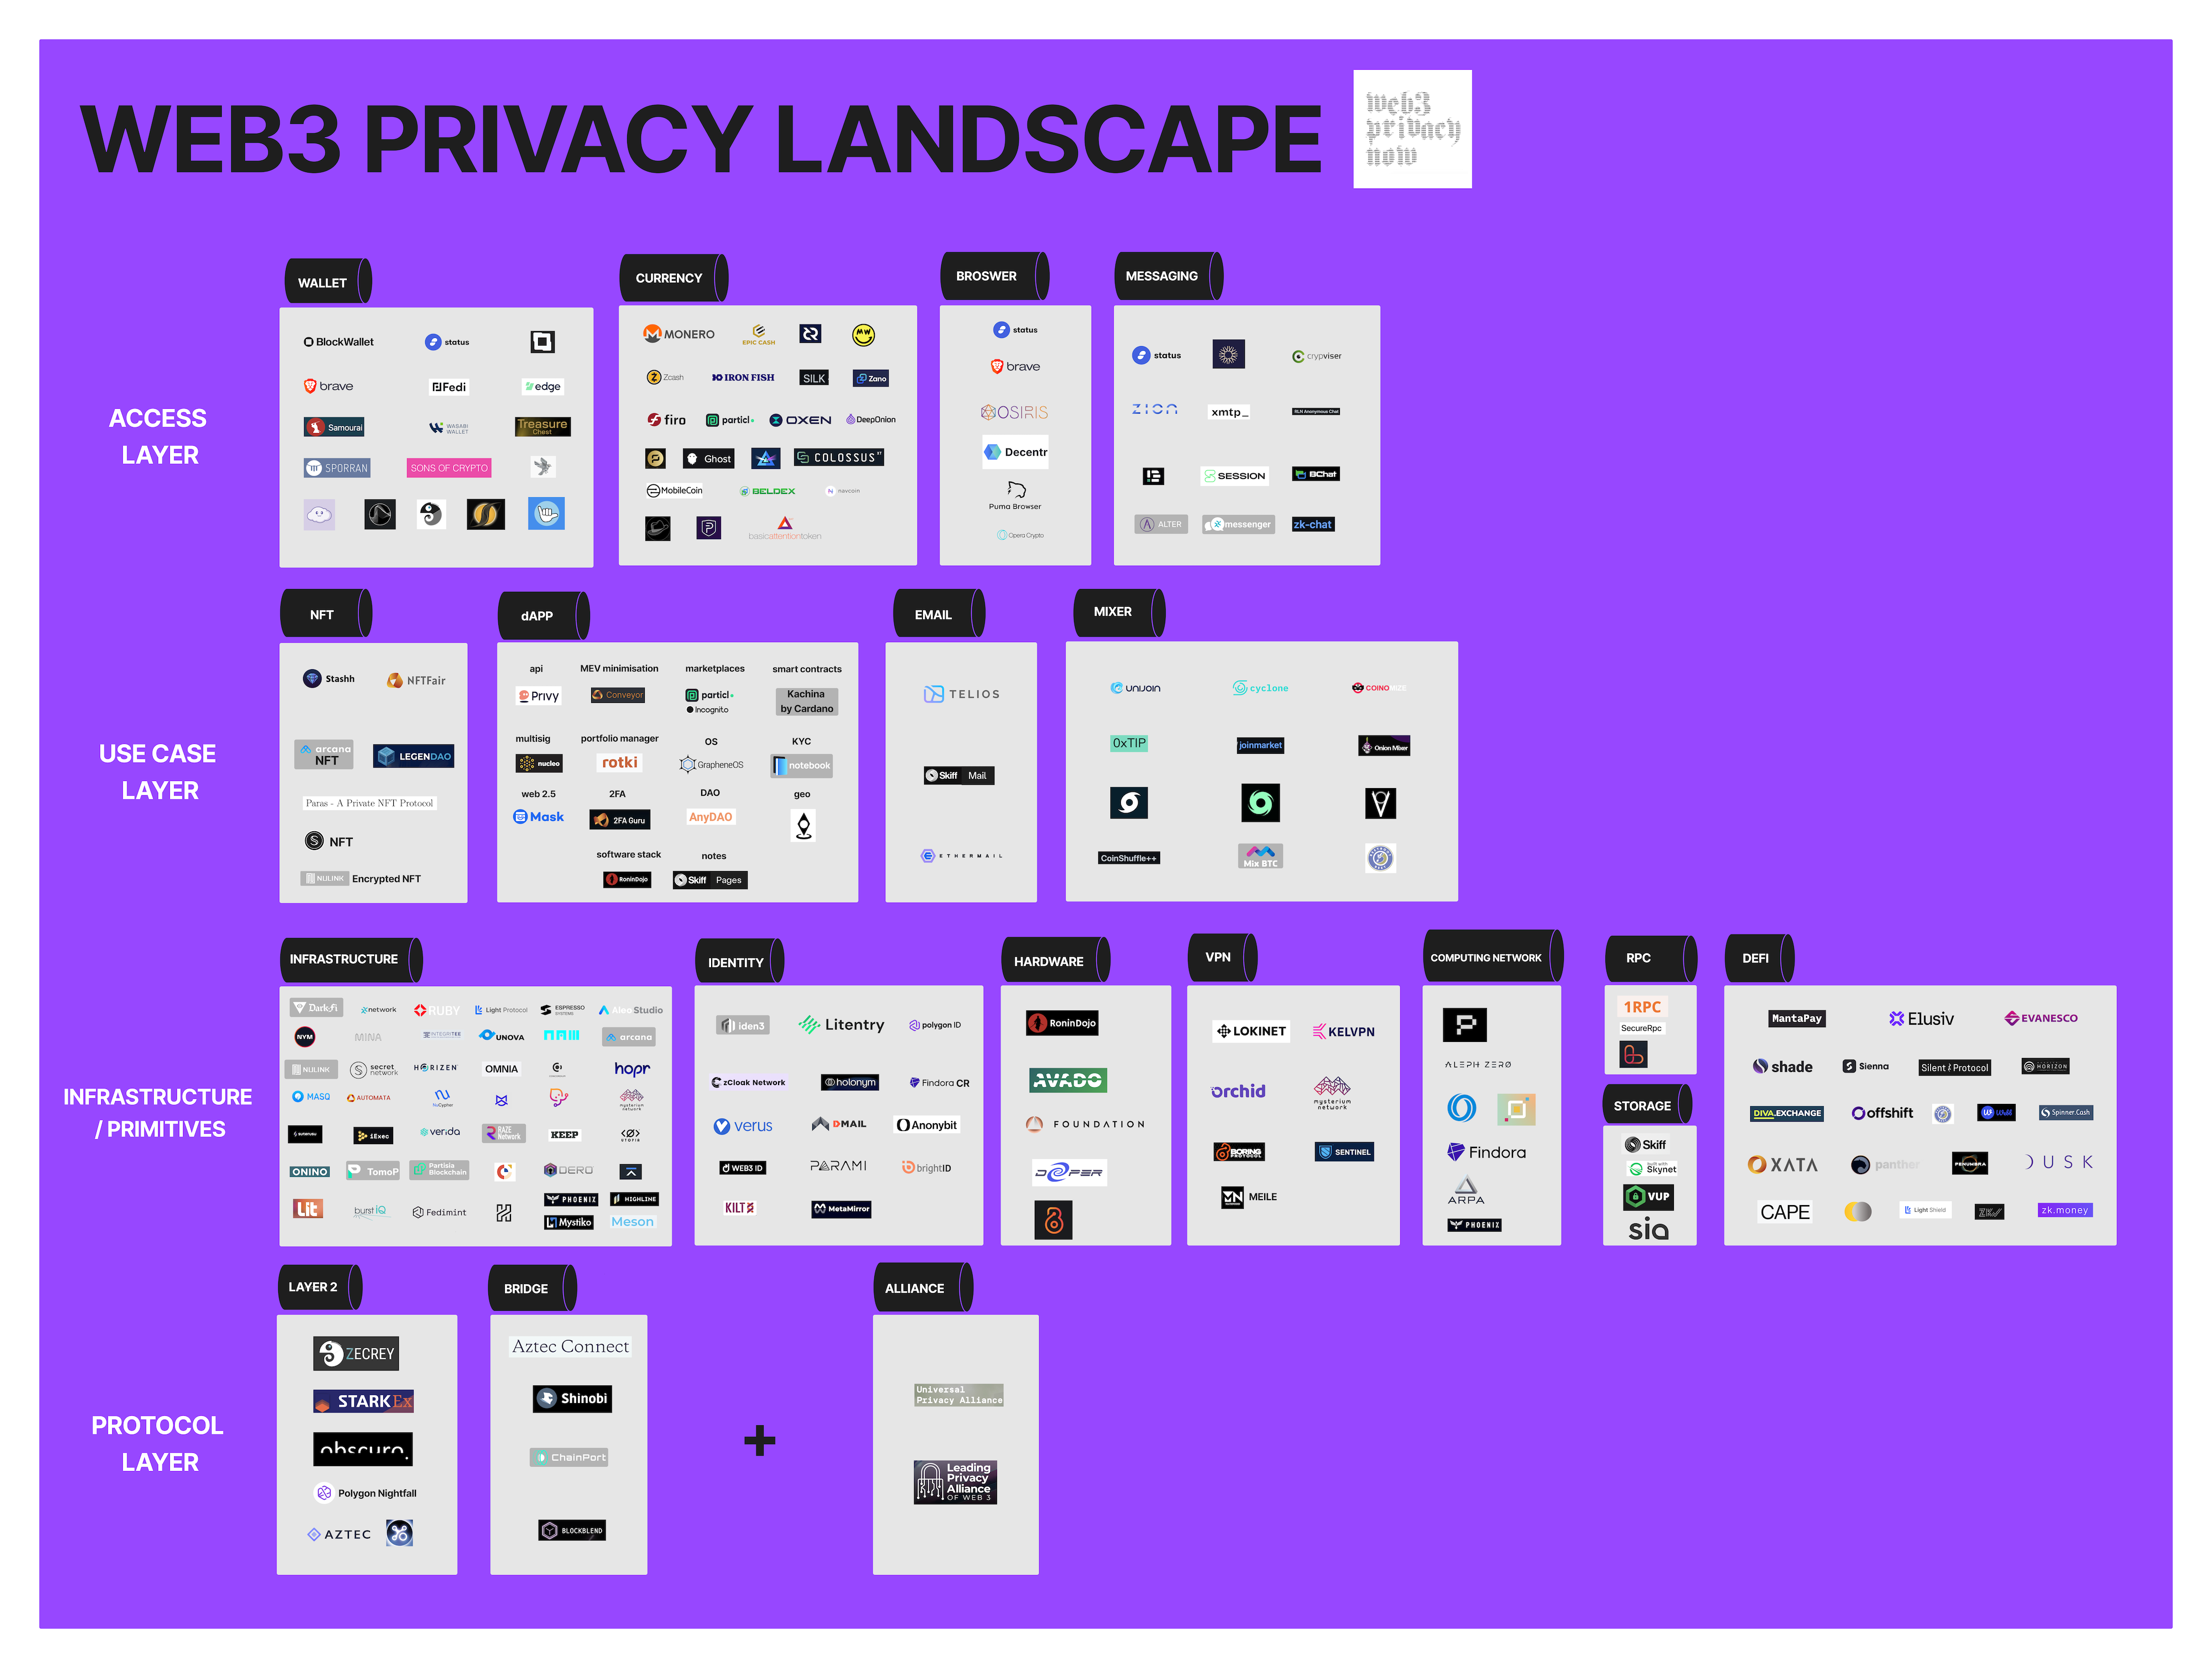 WEB3 PRIVACY LANDSCAPE
web3
privacy
now
ACCESS
LAYER
WALLET
BlockWallet
status
brave
Fedi
edge
Samourai
WASABI
WALLET
Treasure
Chest
SPORRAN
SONS OF CRYPTO
CURRENCY
MONERO
EPIC CASH
MW
Zcash
IRON FISH
SILK
Zano
firo
particl
OXEN
DeepOnion
Ghost
COLOSSUS
MobileCoin
BELDEX
navcoin
basicattentiontoken
BROSWER
status
brave
OSIRIS
Decentr
Puma Browser
Opera Crypto
MESSAGING
status
crypviser
ZION
xmtp_
RLN Anonymous Chat
SESSION
BChat
ALTER
messenger
zk-chat
USE CASE
LAYER
NFT
Stashh
NFTFair
arcana
NFT
LEGENDAO
Paras - A Private NFT Protocol
NFT
NULINK Encrypted NFT
dAPP
api
MEV minimisation
marketplaces
smart contracts
Privy
Conveyor
particl
Incognito
Kachina
by Cardano
multisig
portfolio manager
OS
KYC
nucleo
rotki
GrapheneOS
notebook
web 2.5
2FA
DAO
geo
Mask
2FA Guru
AnyDAO
software stack
notes
RoninDojo
Skiff Pages
EMAIL
TELIOS
Skiff Mail
ETHERMAIL
MIXER
UNIJOIN
cyclone
COINOMIZE
0xTIP
joinmarket
Onion Mixer
CoinShuffle++
Mix BTC
INFRASTRUCTURE
/ PRIMITIVES
INFRASTRUCTURE
DarkFi
network
RUBY
Light Protocol
ESPRESSO
SYSTEMS
Aleo Studio
NYM
MINA
INTEGRITEE
UNOVA
arcana
NULINK
secret
network
HORIZEN
OMNIA
hopr
MASQ
AUTOMATA
NuCypher
mysterium
network
iExec
verida
RAZE
Network
KEEP
STOFIX
ONINO
TomoP
Partisia
Blockchain
DERO
Lit
burst IQ
Fedimint
PHOENIX
HIGHLINE
Mystiko
Meson
IDENTITY
iden3
Litentry
polygon ID
zCloak Network
holonym
Findora CR
verus
DMAIL
Anonybit
WEB3 ID
PARAMI
brightID
KILT
MetaMirror
HARDWARE
RoninDojo
AVADO
FOUNDATION
DEEPER
VPN
LOKINET
KELVPN
orchid
mysterium
network
BORING
PROTOCOL
SENTINEL
MEILE
COMPUTING NETWORK
ALEPH ZERO
Findora
ARPA
PHOENIX
RPC
1RPC
SecureRpc
STORAGE
Skiff
Built with
Skynet
VUP
sia
DEFI
MantaPay
Elusiv
EVANESCO
shade
Sienna
Silent Protocol
HORIZON
DIVA.EXCHANGE
offshift
Spinner.Cash
XATA
panther
PENUMBRA
DUSK
CAPE
Light Shield
zk.money
PROTOCOL
LAYER
LAYER 2
ZECREY
STARKEx
obscuro.
Polygon Nightfall
AZTEC
BRIDGE
Aztec Connect
Shinobi
ChainPort
BLOCKBLEND
+
ALLIANCE
Universal
Privacy Alliance
Leading
Privacy
Alliance
OF WEB 3